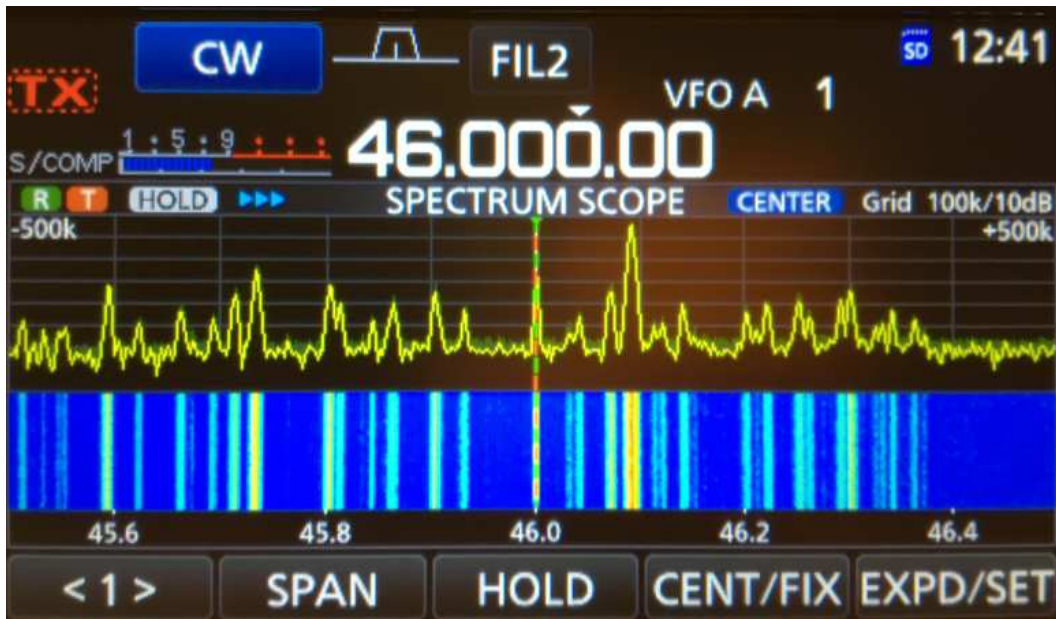 CW FIL2 SD 12:41
TX
VFO A 1
1 5 9
S/COMP 46.000.00
R T HOLD SPECTRUM SCOPE CENTER Grid 100k/10dB
-500k +500k
45.6 45.8 46.0 46.2 46.4
< 1 > SPAN HOLD CENT/FIX EXPD/SET